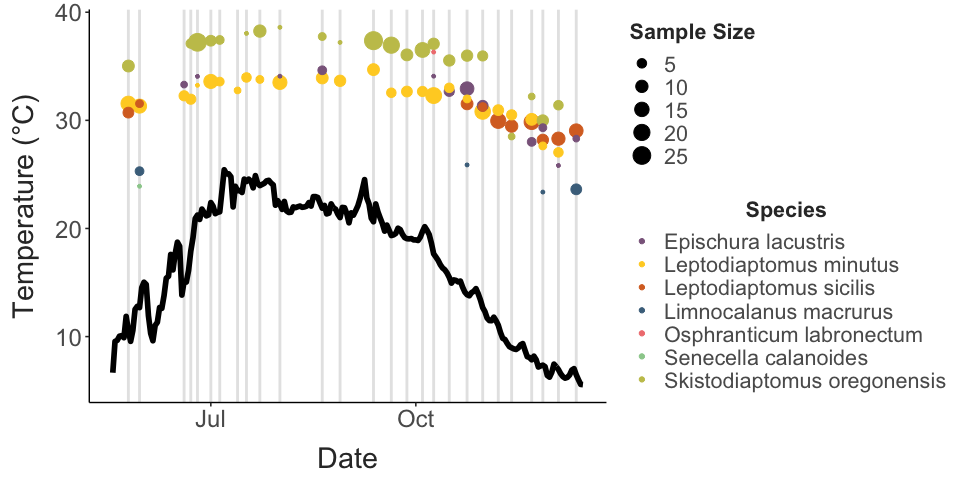 40
30
20
10
Temperature (°C)
Jul
Oct
Date
Sample Size
5
10
15
20
25
Species
Epischura lacustris
Leptodiaptomus minutus
Leptodiaptomus sicilis
Limnocalanus macrurus
Osphranticum labronectum
Senecella calanoides
Skistodiaptomus oregonensis